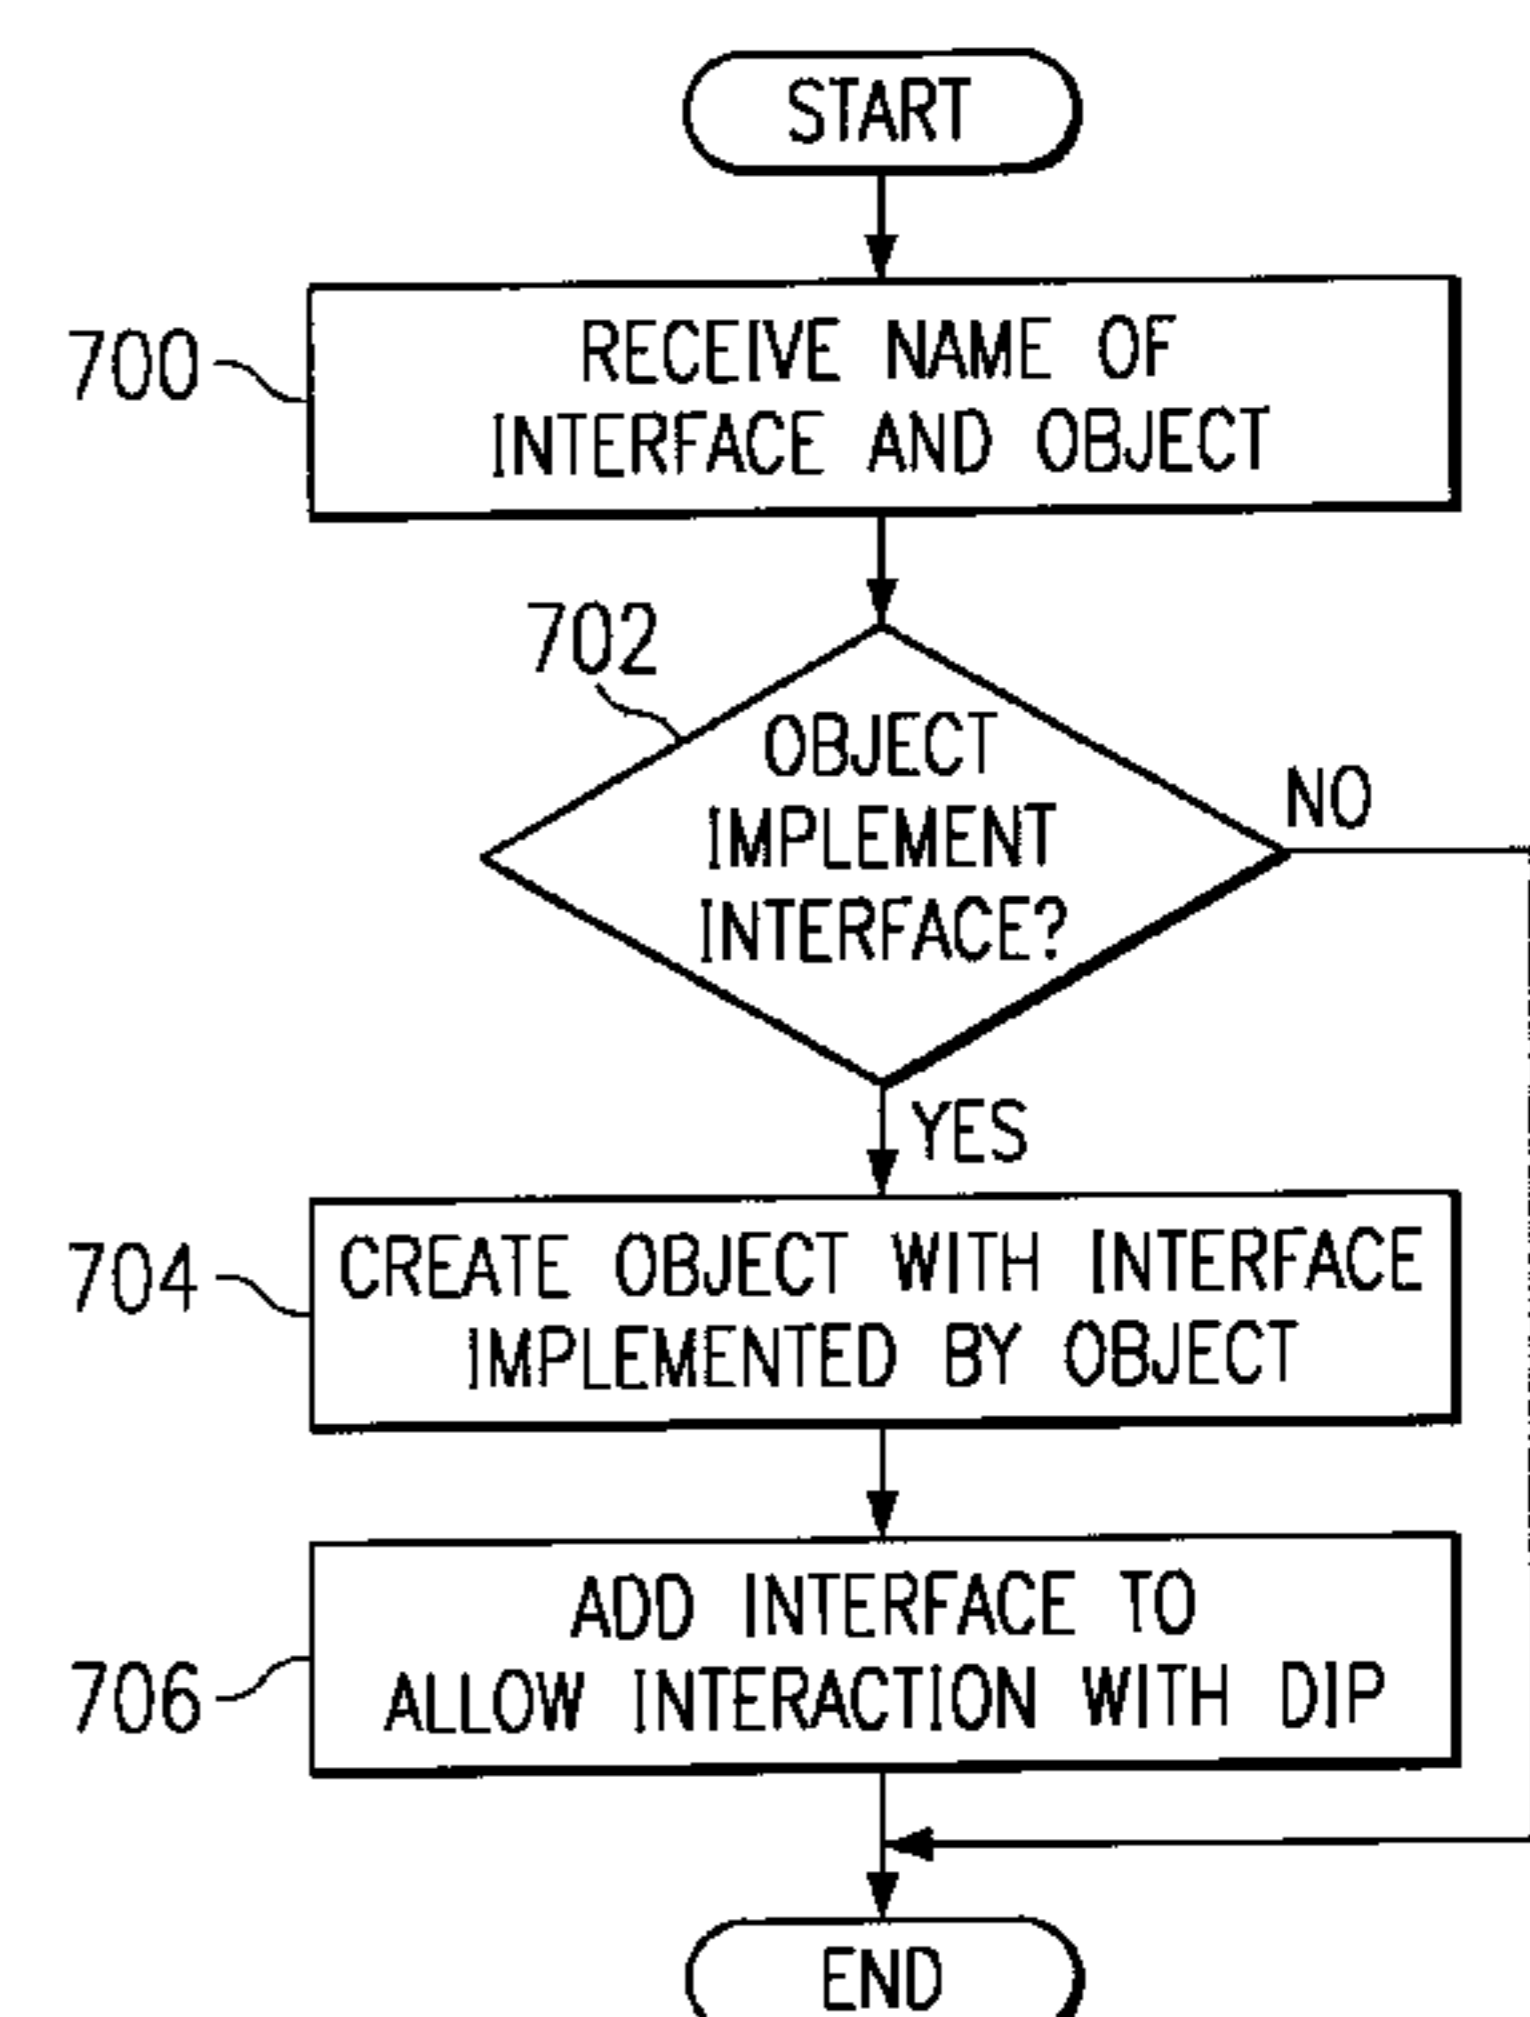 START
700
RECEIVE NAME OF
INTERFACE AND OBJECT
702
OBJECT
IMPLEMENT
INTERFACE?
NO
YES
704
CREATE OBJECT WITH INTERFACE
IMPLEMENTED BY OBJECT
706
ADD INTERFACE TO
ALLOW INTERACTION WITH DIP
END